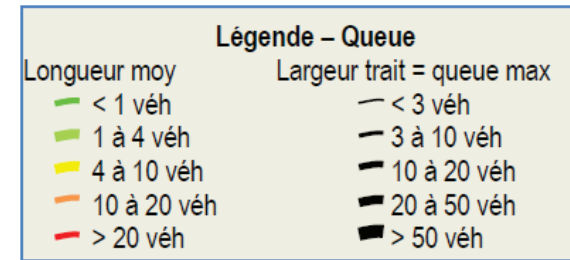 Légende – Queue
Longueur moy Largeur trait = queue max
< 1 véh < 3 véh
1 à 4 véh 3 à 10 véh
4 à 10 véh 10 à 20 véh
10 à 20 véh 20 à 50 véh
> 20 véh > 50 véh